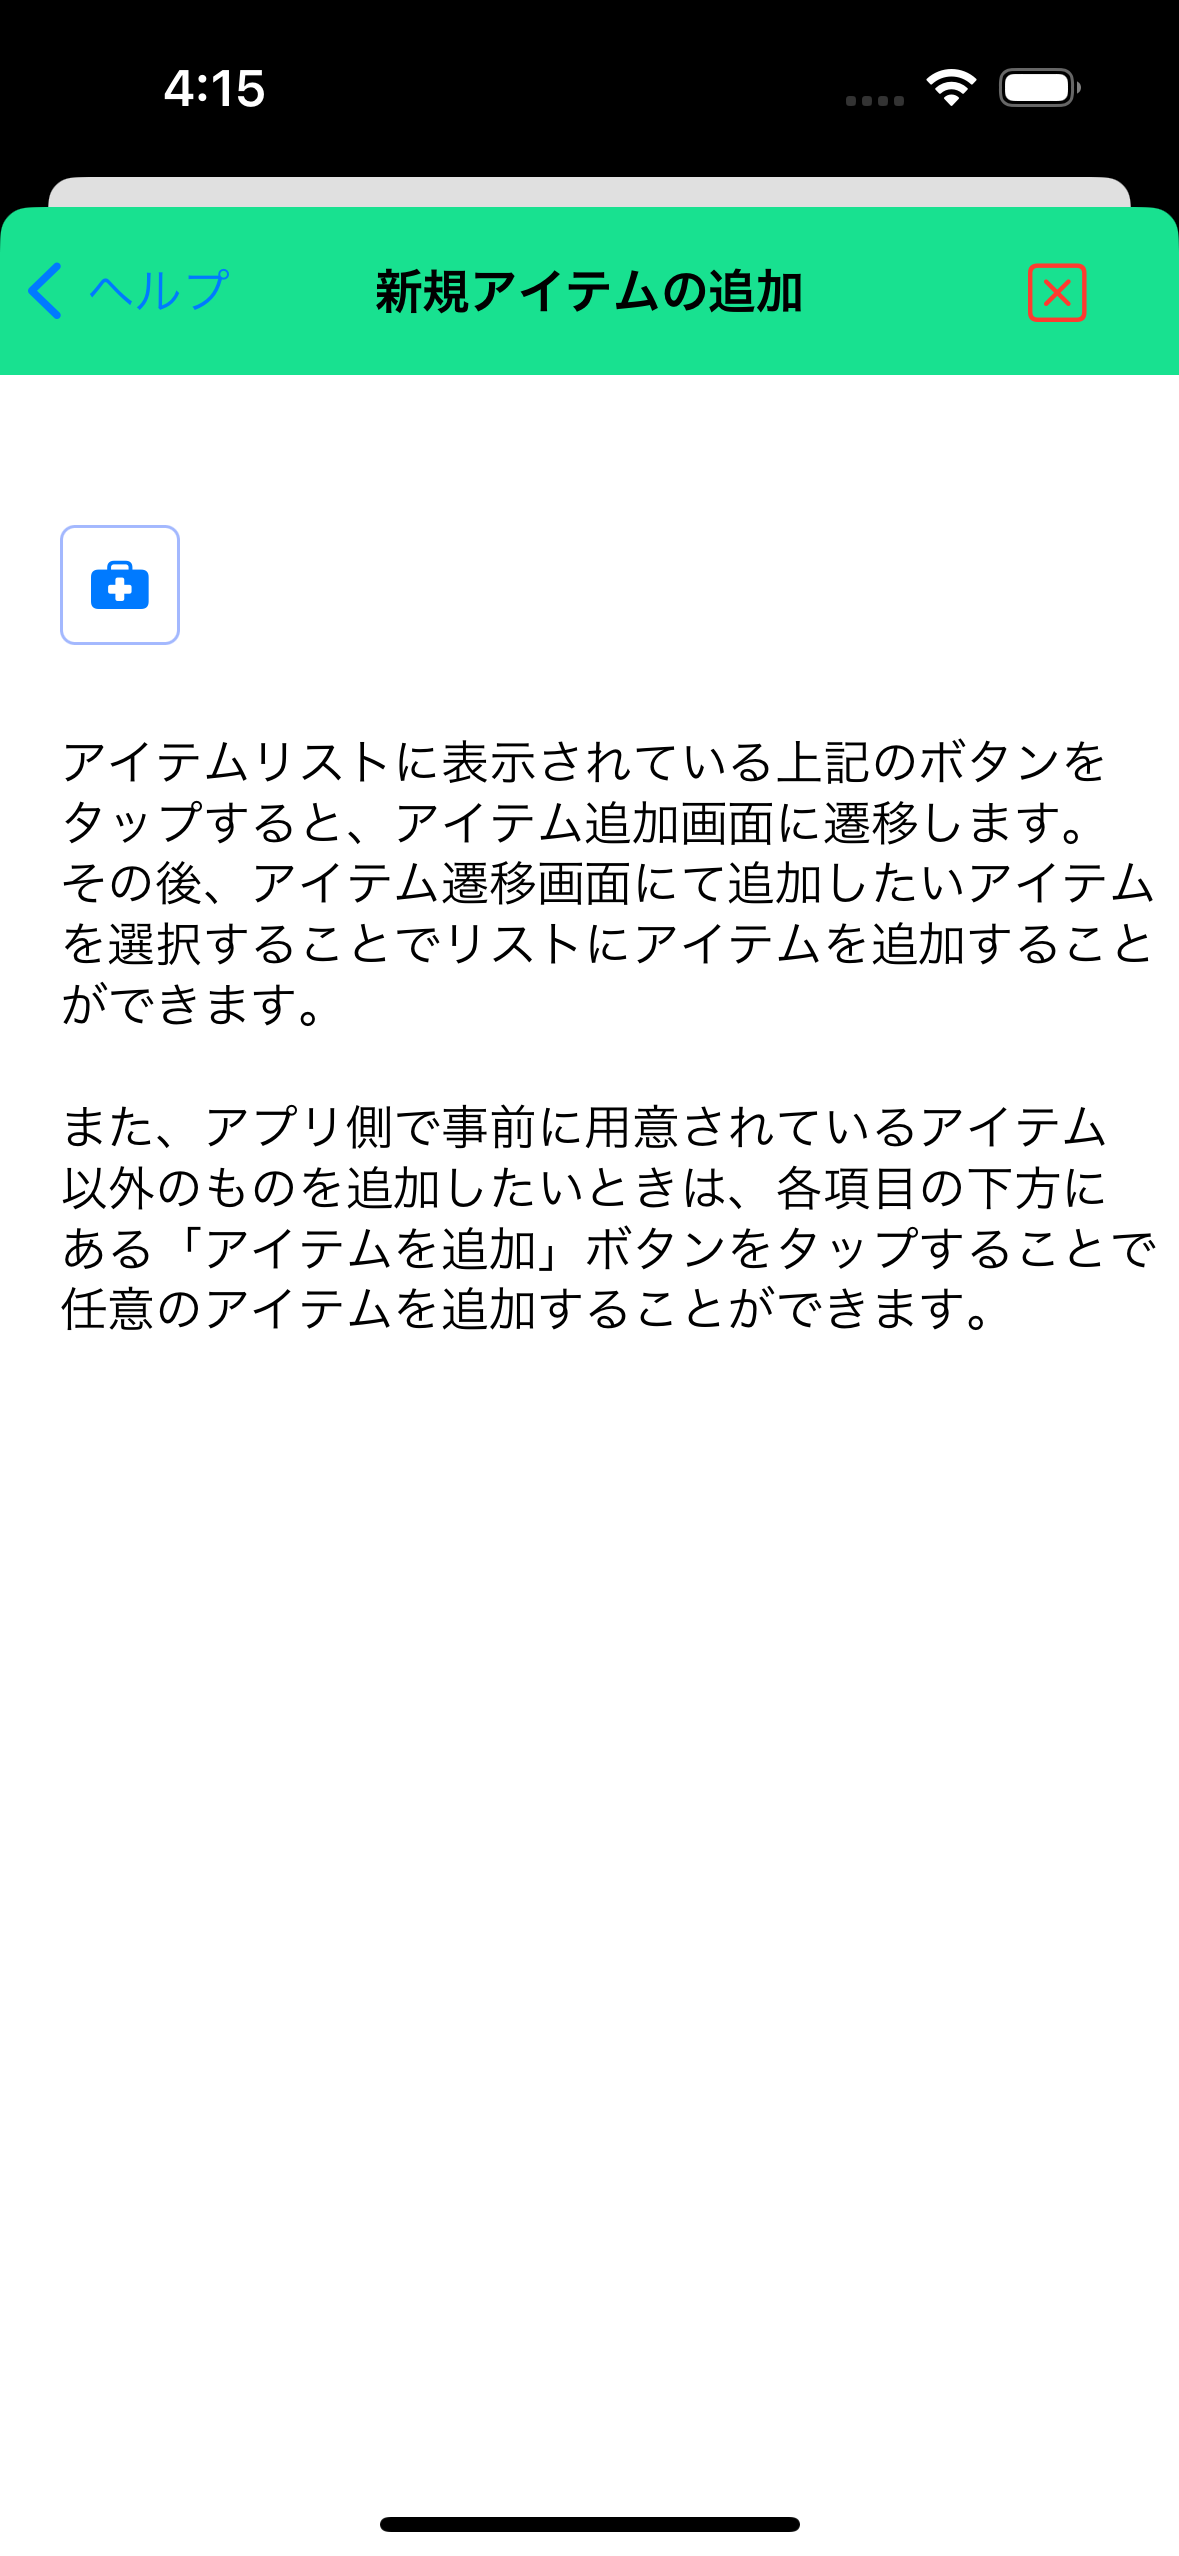 4:15
ヘルプ
新規アイテムの追加
アイテムリストに表示されている上記のボタンを
タップすると、アイテム追加画面に遷移します。
その後、アイテム遷移画面にて追加したいアイテム
を選択することでリストにアイテムを追加すること
ができます。
また、アプリ側で事前に用意されているアイテム
以外のものを追加したいときは、各項目の下方に
ある「アイテムを追加」ボタンをタップすることで
任意のアイテムを追加することができます。